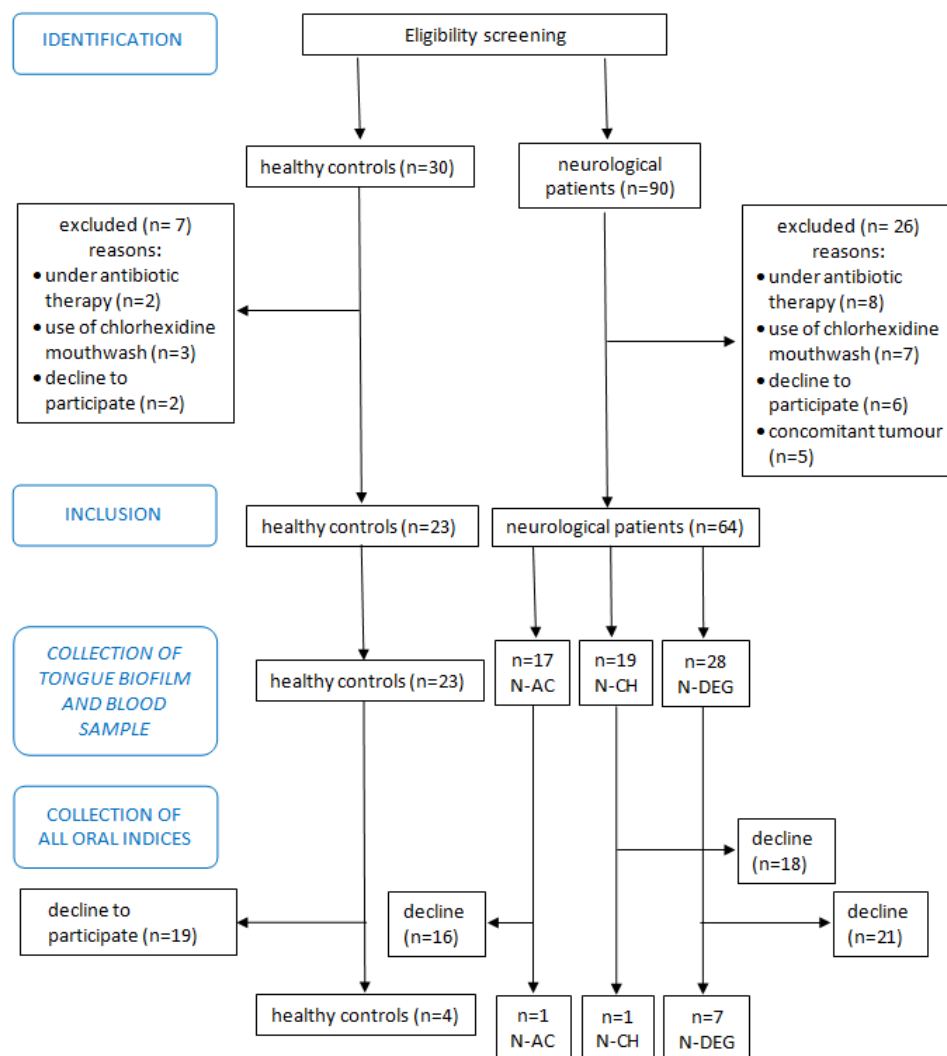 IDENTIFICATION
Eligibility screening
healthy controls (n=30)
neurological
patients (n=90)
excluded (n= 7)
reasons:
• under antibiotic
therapy (n=2)
• use of chlorhexidine
mouthwash (n=3)
• decline to
participate (n=2)
excluded (n= 26)
reasons:
• under antibiotic
therapy (n=8)
• use of chlorhexidine
mouthwash (n=7)
• decline to
participate (n=6)
• concomitant tumour
(n=5)
INCLUSION
healthy controls (n=23)
neurological patients (n=64)
COLLECTION OF
TONGUE BIOFILM
AND BLOOD
SAMPLE
healthy controls (n=23)
n=17
N-AC
n=19
N-CH
n=28
N-DEG
COLLECTION OF
ALL ORAL INDICES
decline
(n=18)
decline to
participate (n=19)
decline
(n=16)
decline
(n=21)
healthy controls (n=4)
n=1
N-AC
n=1
N-CH
n=7
N-DEG